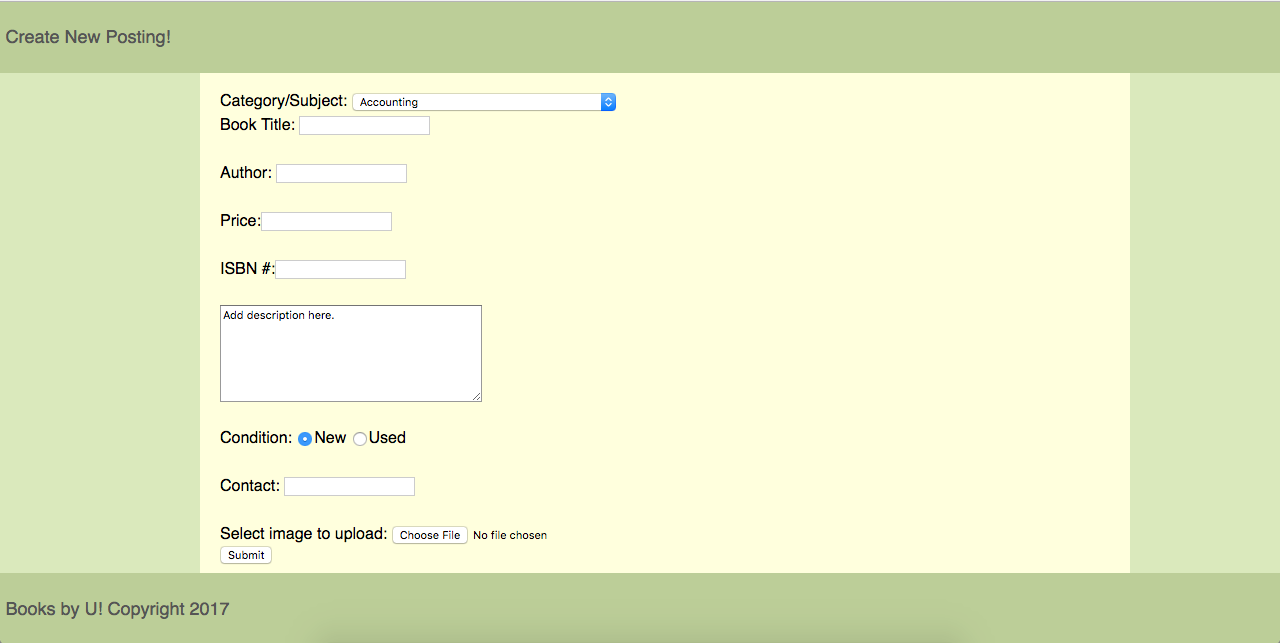 Create New Posting!
Category/Subject: Accounting
Book Title:
Author:
Price:
ISBN #:
Add description here.
Condition: New Used
Contact:
Select image to upload: Choose File No file chosen
Submit
Books by U! Copyright 2017